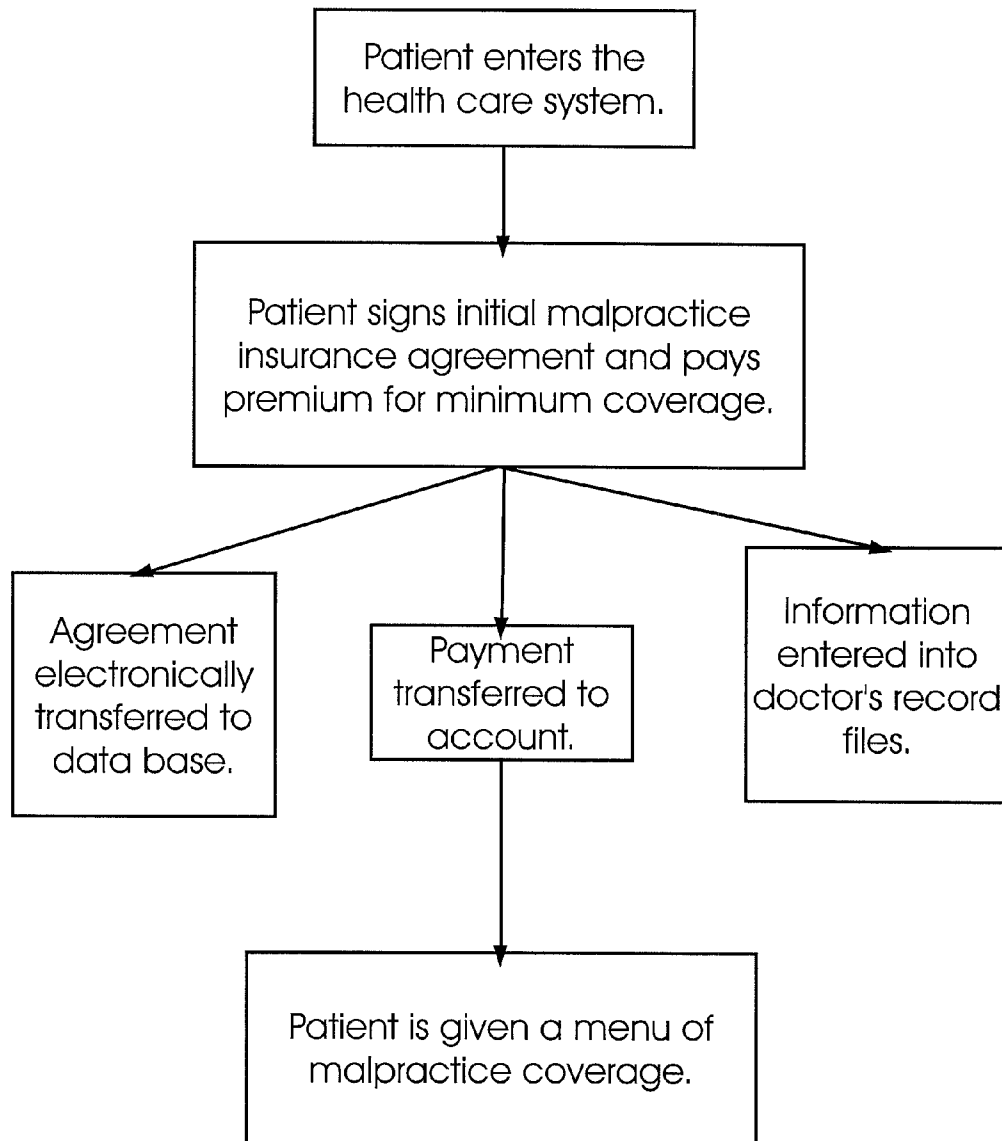 Patient enters the
health care system.
Patient signs initial malpractice
insurance agreement and pays
premium for minimum coverage.
Agreement
electronically
transferred to
data base.
Payment
transferred to
account.
Information
entered into
doctor's record
files.
Patient is given a menu of
malpractice coverage.